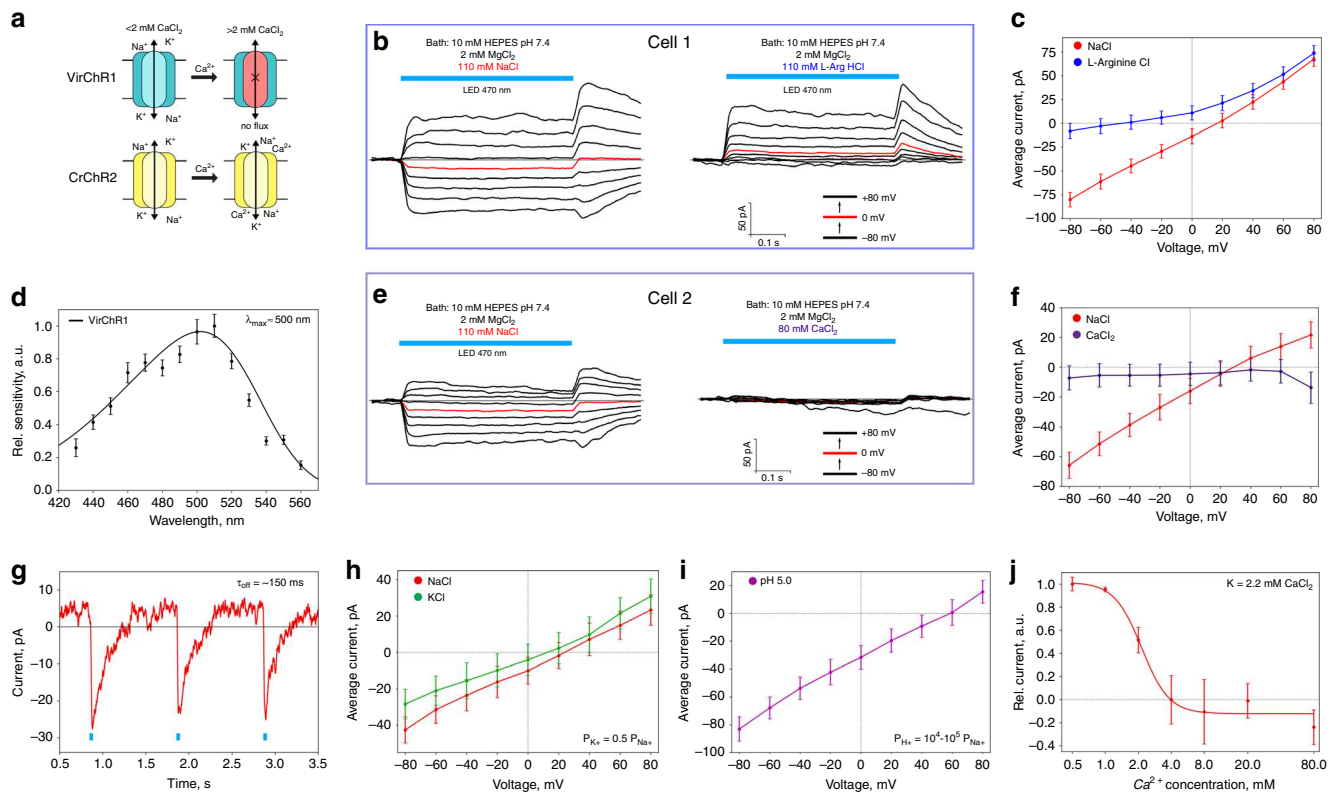 a
<2 mM CaCl₂
>2 mM CaCl₂
Na⁺
K⁺
VirChR1
Ca²⁺
K⁺
Na⁺
no flux
Na⁺
K⁺
K⁺
Na⁺
Ca²⁺
CrChR2
Ca²⁺
K⁺
Na⁺
Ca²⁺
Na⁺
K⁺
b
Cell 1
Bath: 10 mM HEPES pH 7.4
2 mM MgCl₂
110 mM NaCl
LED 470 nm
Bath: 10 mM HEPES pH 7.4
2 mM MgCl₂
110 mM L-Arg HCl
LED 470 nm
50 pA
0.1 s
+80 mV
0 mV
−80 mV
c
NaCl
L-Arginine Cl
Average current, pA
75
50
25
0
−25
−50
−75
−100
−80 −60 −40 −20 0 20 40 60 80
Voltage, mV
d
VirChR1
λmax≈ 500 nm
Rel. sensitivity, a.u.
1.0
0.8
0.6
0.4
0.2
0.0
420 440 460 480 500 520 540 560
Wavelength, nm
e
Cell 2
Bath: 10 mM HEPES pH 7.4
2 mM MgCl₂
110 mM NaCl
LED 470 nm
Bath: 10 mM HEPES pH 7.4
2 mM MgCl₂
80 mM CaCl₂
50 pA
0.1 s
+80 mV
0 mV
−80 mV
f
NaCl
CaCl₂
Average current, pA
40
20
0
−20
−40
−60
−80
−80 −60 −40 −20 0 20 40 60 80
Voltage, mV
g
τoff = ~150 ms
Current, pA
10
0
−10
−20
−30
0.5 1.0 1.5 2.0 2.5 3.0 3.5
Time, s
h
NaCl
KCl
Average current, pA
40
20
0
−20
−40
P K+ = 0.5 P Na+
−80 −60 −40 −20 0 20 40 60 80
Voltage, mV
i
pH 5.0
Average current, pA
40
20
0
−20
−40
−60
−80
−100
P H+ = 10⁴-10⁵ P Na+
−80 −60 −40 −20 0 20 40 60 80
Voltage, mV
j
K = 2.2 mM CaCl₂
Rel. current, a.u.
1.0
0.8
0.6
0.4
0.2
0.0
−0.2
−0.4
0.5 1.0 2.0 4.0 8.0 20.0 80.0
Ca²⁺ concentration, mM